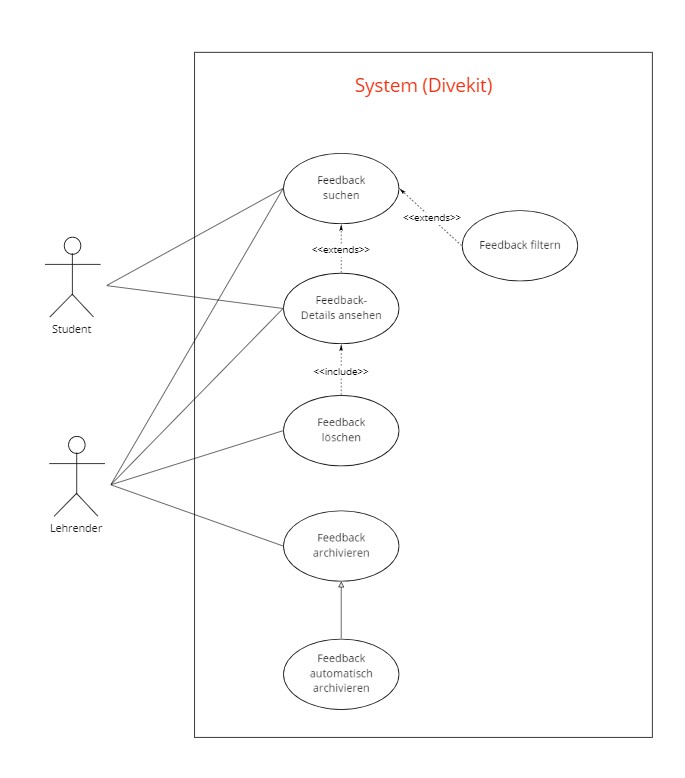 System (Divekit)
Feedback
suchen
<<extends>>
Feedback filtern
<<extends>>
Feedback-
Details ansehen
Student
<<include>>
Feedback
löschen
Lehrender
Feedback
archivieren
Feedback
automatisch
archivieren